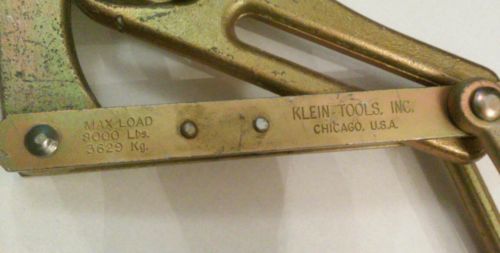 MAX LOAD
8000 Lbs.
3629 Kg.
KLEIN-TOOLS, INC.
CHICAGO, U.S.A.